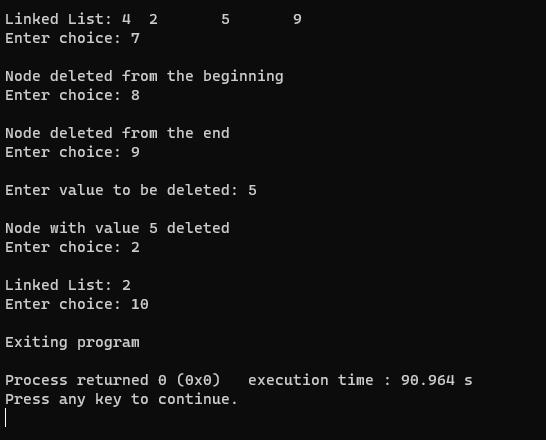 Linked List: 4  2       5       9
Enter choice: 7
Node deleted from the beginning
Enter choice: 8
Node deleted from the end
Enter choice: 9
Enter value to be deleted: 5
Node with value 5 deleted
Enter choice: 2
Linked List: 2
Enter choice: 10
Exiting program
Process returned 0 (0x0)   execution time : 90.964 s
Press any key to continue.